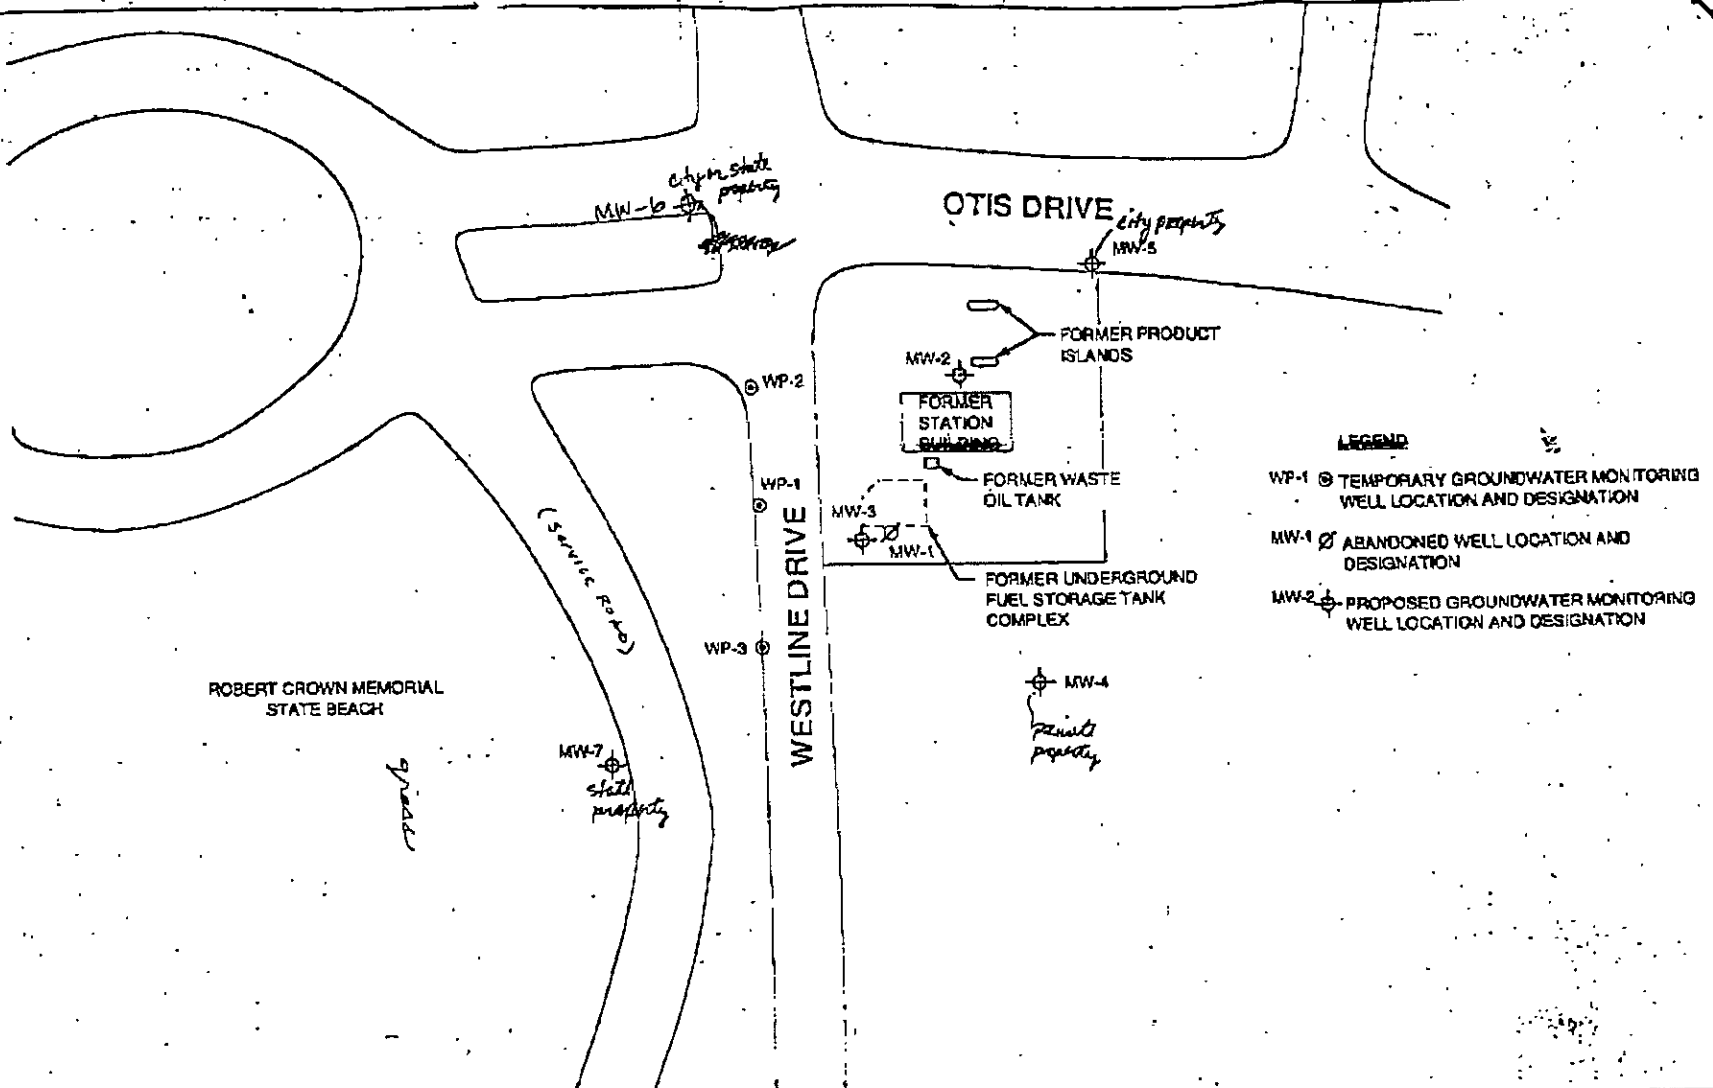 city or state
property
MW-6
OTIS DRIVE
city property
MW-5
FORMER PRODUCT
ISLANDS
MW-2
WP-2
FORMER
STATION
BUILDING
LEGEND
WP-1 TEMPORARY GROUNDWATER MONITORING
WELL LOCATION AND DESIGNATION
FORMER WASTE
OIL TANK
WP-1
MW-3
MW-1
MW-1 ABANDONED WELL LOCATION AND
DESIGNATION
(SERVICE ROAD)
WESTLINE DRIVE
FORMER UNDERGROUND
FUEL STORAGE TANK
COMPLEX
MW-2 PROPOSED GROUNDWATER MONITORING
WELL LOCATION AND DESIGNATION
WP-3
ROBERT CROWN MEMORIAL
STATE BEACH
MW-4
private
property
MW-7
state
property
grass